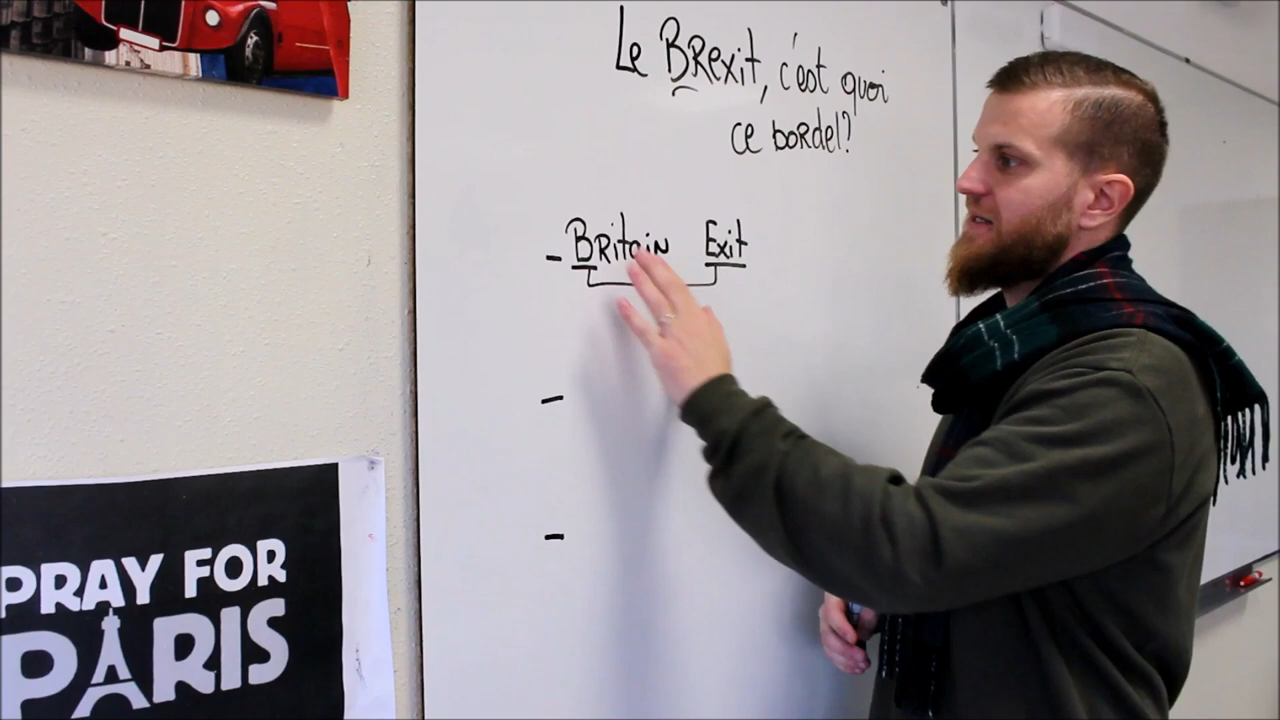 Le BRexit, c'est quoi
ce bordel?
- Britain Exit
-
-
PRAY FOR
PARIS